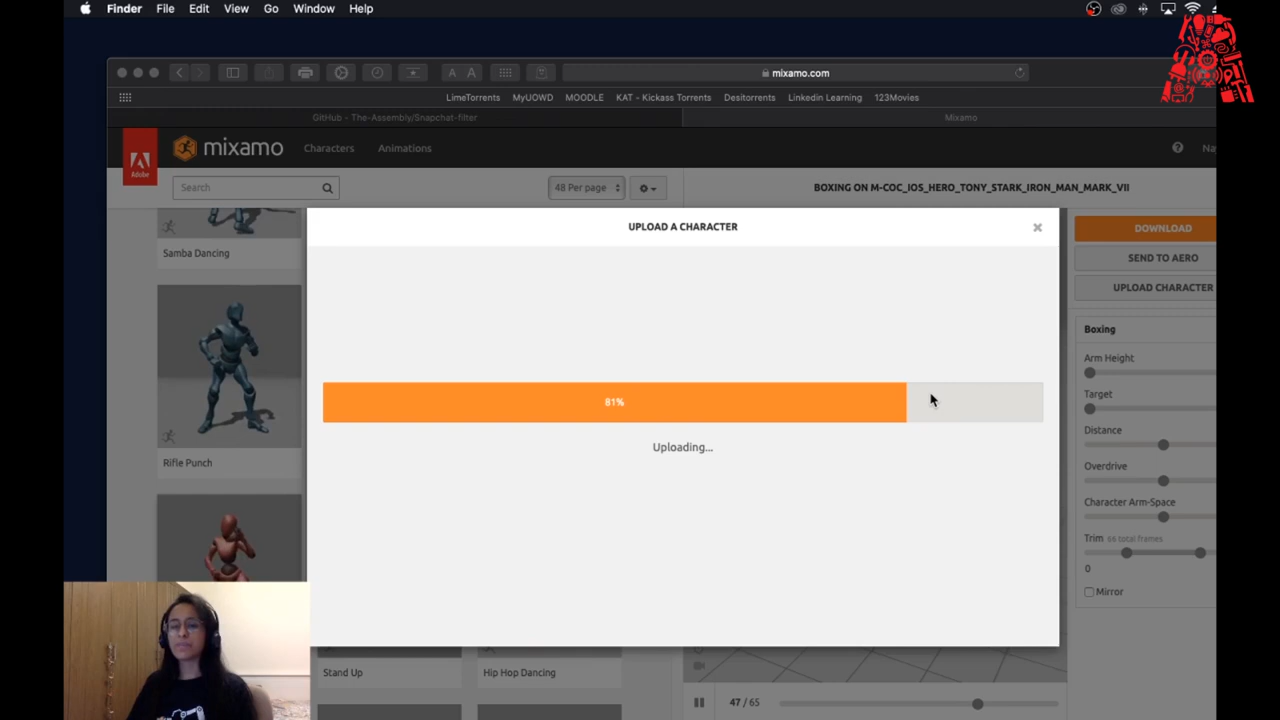 Finder File Edit View Go Window Help
A A
mixamo.com
LimeTorrents MyUOWD MOODLE KAT - Kickass Torrents Desitorrents Linkedin Learning 123Movies
GitHub - The-Assembly/Snapchat-filter Mixamo
Adobe
mixamo Characters Animations
Search 48 Per page BOXING ON M-COC_IOS_HERO_TONY_STARK_IRON_MAN_MARK_VII
UPLOAD A CHARACTER
DOWNLOAD
Samba Dancing
SEND TO AERO
UPLOAD CHARACTER
Boxing
Arm Height
Target
81%
Distance
Uploading...
Rifle Punch
Overdrive
Character Arm-Space
Trim 65 total frames
0
Mirror
Stand Up Hip Hop Dancing
47 / 65